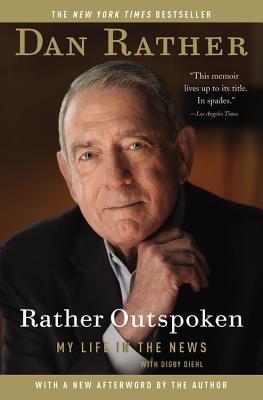 THE NEW YORK TIMES BESTSELLER
DAN RATHER
"This memoir
lives up to its title.
In spades."
—Los Angeles Times
Rather Outspoken
MY LIFE IN THE NEWS
WITH DIGBY DIEHL
WITH A NEW AFTERWORD BY THE AUTHOR